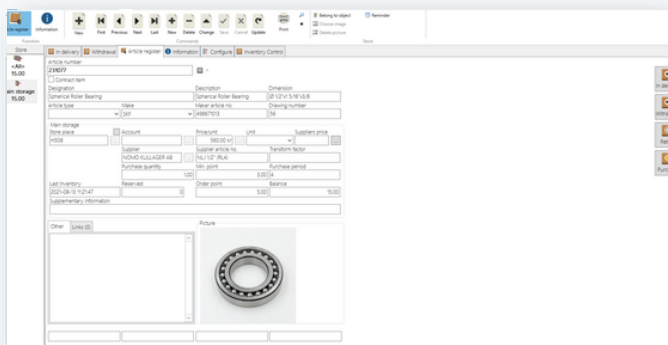 Article register
Information
New
First
Previous
Next
Last
New
Delete
Change
Save
Cancel
Update
Print
Belong to object
Choose image
Delete picture
Reminder
Function
Commands
Store
Store
<All>
15.00
15.00
In delivery
Withdrawal
Article register
Information
Configure
Inventory Control
Article number
231077
Contract item
Designation
Description
Dimension
Spherical Roller Bearing
Spherical Roller Bearing
Article type
Make
Maker article no.
Drawing number
SKF
56
Main storage
Store place
Account
Price/unit
Unit
Suppliers price
H508
560.00 kr
Supplier
Supplier article no.
Transform factor
NOMO KULLAGER AB
Purchase quantity
Min. point
Purchase period
1.00
3.00
4
Last inventory
Reserved
Order point
Balance
0
5.00
15.00
Supplementary information
Other
Links (0)
Picture